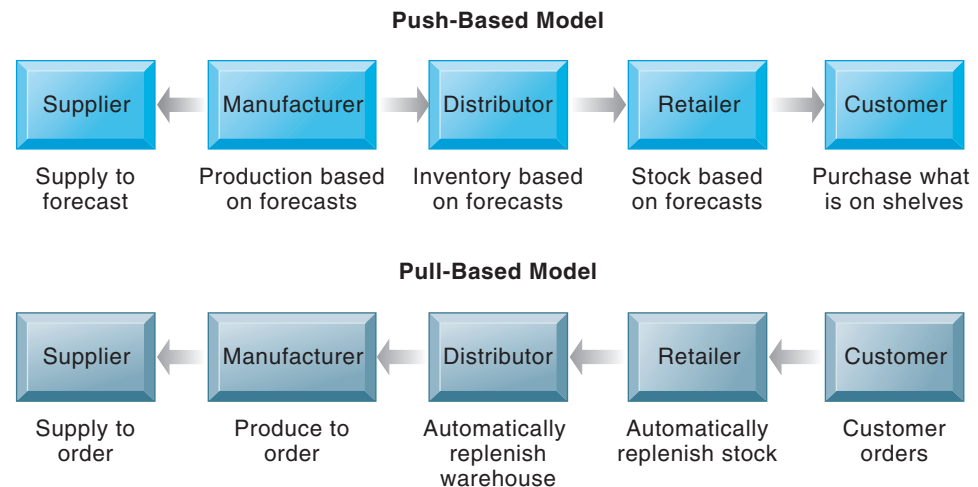 Push-Based Model
Supplier
Manufacturer
Distributor
Retailer
Customer
Supply to
forecast
Production based
on forecasts
Inventory based
on forecasts
Stock based
on forecasts
Purchase what
is on shelves
Pull-Based Model
Supplier
Manufacturer
Distributor
Retailer
Customer
Supply to
order
Produce to
order
Automatically
replenish
warehouse
Automatically
replenish stock
Customer
orders